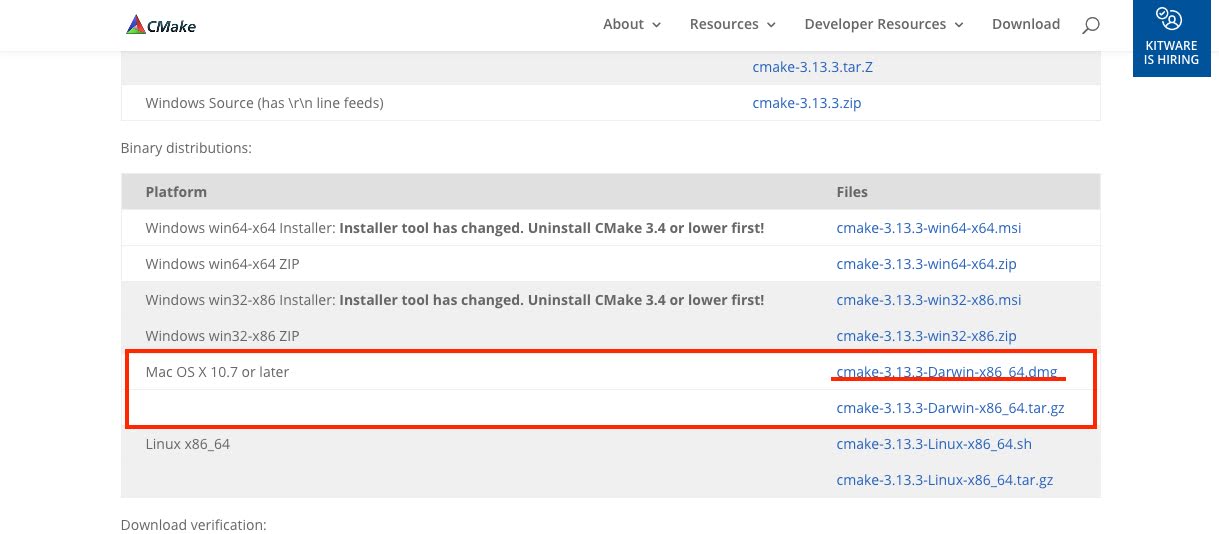 CMake
About
Resources
Developer Resources
Download
KITWARE
IS HIRING
cmake-3.13.3.tar.Z
Windows Source (has \r\n line feeds) cmake-3.13.3.zip
Binary distributions:
Platform Files
Windows win64-x64 Installer: Installer tool has changed. Uninstall CMake 3.4 or lower first! cmake-3.13.3-win64-x64.msi
Windows win64-x64 ZIP cmake-3.13.3-win64-x64.zip
Windows win32-x86 Installer: Installer tool has changed. Uninstall CMake 3.4 or lower first! cmake-3.13.3-win32-x86.msi
Windows win32-x86 ZIP cmake-3.13.3-win32-x86.zip
Mac OS X 10.7 or later cmake-3.13.3-Darwin-x86_64.dmg
cmake-3.13.3-Darwin-x86_64.tar.gz
Linux x86_64 cmake-3.13.3-Linux-x86_64.sh
cmake-3.13.3-Linux-x86_64.tar.gz
Download verification: